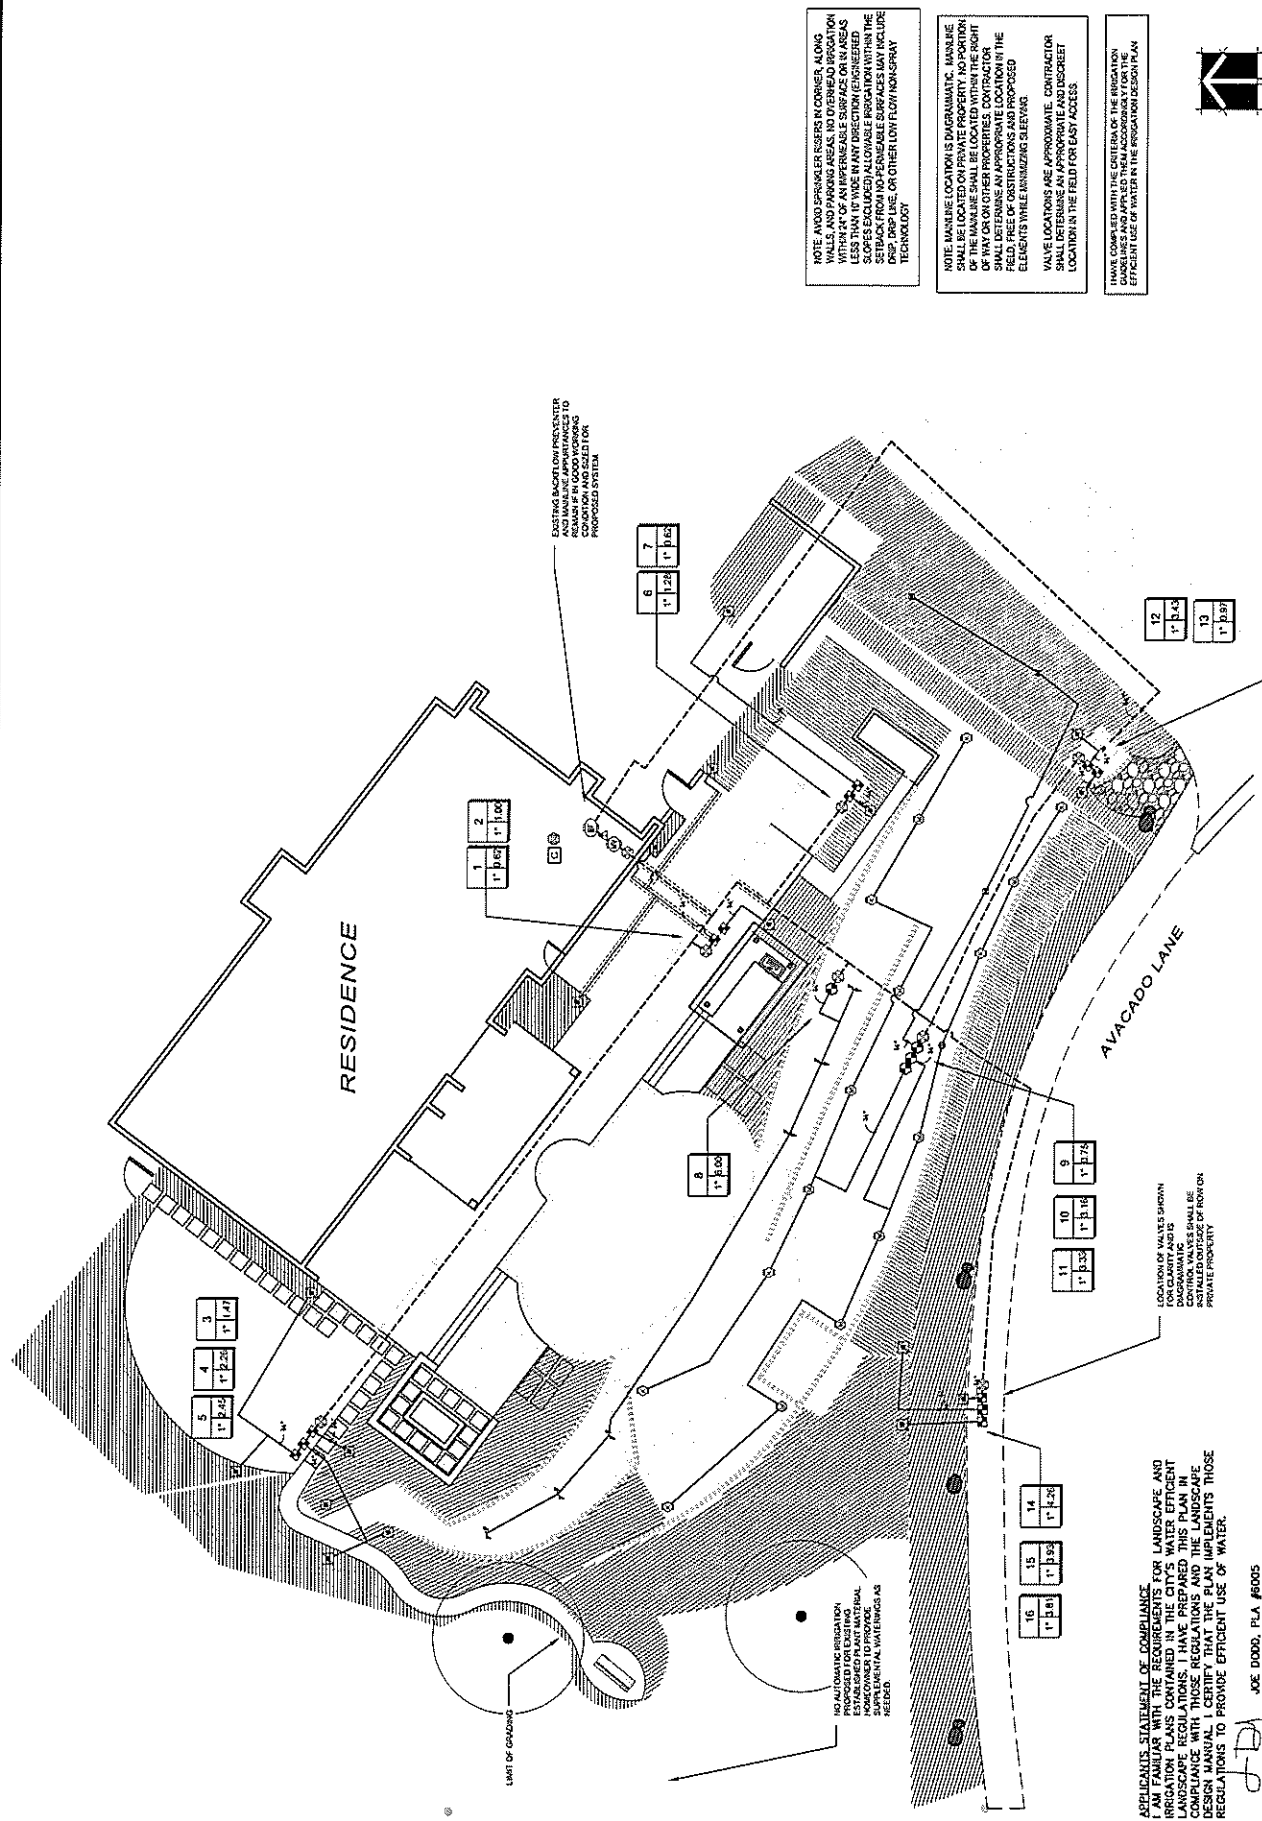 NOTE: AVOID SPRINKLER RISERS IN CORNER, ALONG
WALLS, AND PARKING AREAS. NO OVERHEAD IRRIGATION
WITHIN 24" OF AN IMPERMEABLE SURFACE OR IN AREAS
LESS THAN 10' WIDE IN ANY DIRECTION (ENGINEERED
SLOPES EXCLUDED) ALLOWABLE IRRIGATION WITHIN THE
SETBACK FROM NO-PERMEABLE SURFACES MAY INCLUDE
DRIP, DRIP LINE, OR OTHER LOW FLOW NON-SPRAY
TECHNOLOGY
NOTE: MAINLINE LOCATION IS DIAGRAMMATIC. MAINLINE
SHALL BE LOCATED ON PRIVATE PROPERTY. NO PORTION
OF THE MAINLINE SHALL BE LOCATED WITHIN THE RIGHT
OF WAY OR ON OTHER PROPERTIES. CONTRACTOR
SHALL DETERMINE AN APPROPRIATE LOCATION IN THE
FIELD, FREE OF OBSTRUCTIONS AND PROPOSED
ELEMENTS WHILE MINIMIZING SLEEVING.
VALVE LOCATIONS ARE APPROXIMATE. CONTRACTOR
SHALL DETERMINE AN APPROPRIATE AND DISCREET
LOCATION IN THE FIELD FOR EASY ACCESS.
I HAVE COMPLIED WITH THE CRITERIA OF THE IRRIGATION
GUIDELINES AND APPLIED THEM ACCORDINGLY FOR THE
EFFICIENT USE OF WATER IN THE IRRIGATION DESIGN PLAN
EXISTING BACKFLOW PREVENTER
AND MAINLINE APPURTANCES TO
REMAIN IF IN GOOD WORKING
CONDITION AND SIZED FOR
PROPOSED SYSTEM
6
1" 1.28
7
1" 0.62
1
1" 0.62
2
1" 1.00
C
RESIDENCE
3
1" 1.47
4
1" 2.26
5
1" 2.45
8
1" 6.00
12
1" 3.43
13
1" 0.97
AVACADO LANE
9
1" 3.75
10
1" 3.16
11
1" 3.33
LOCATION OF VALVES SHOWN
FOR CLARITY AND IS
DIAGRAMMATIC
CONTROL VALVES SHALL BE
INSTALLED OUTSIDE OF ROW ON
PRIVATE PROPERTY
14
1" 4.26
15
1" 3.93
16
1" 3.81
LIMIT OF GRADING
NO AUTOMATIC IRRIGATION
PROPOSED FOR EXISTING
ESTABLISHED PLANT MATERIAL.
HOMEOWNER TO PROVIDE
SUPPLEMENTAL WATERINGS AS
NEEDED.
APPLICANTS STATEMENT OF COMPLIANCE
I AM FAMILIAR WITH THE REQUIREMENTS FOR LANDSCAPE AND
IRRIGATION PLANS CONTAINED IN THE CITY'S WATER EFFICIENT
LANDSCAPE REGULATIONS. I HAVE PREPARED THIS PLAN IN
COMPLIANCE WITH THOSE REGULATIONS AND THE LANDSCAPE
DESIGN MANUAL. I CERTIFY THAT THE PLAN IMPLEMENTS THOSE
REGULATIONS TO PROVIDE EFFICIENT USE OF WATER.
JOE DODD, PLA #6005